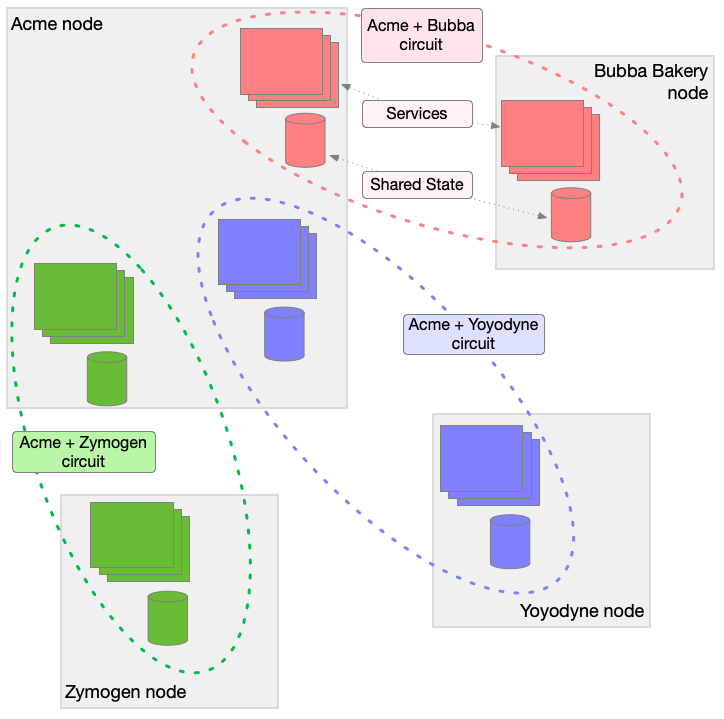 Acme node
Acme + Bubba
circuit
Bubba Bakery
node
Services
Shared State
Acme + Yoyodyne
circuit
Acme + Zymogen
circuit
Yoyodyne node
Zymogen node